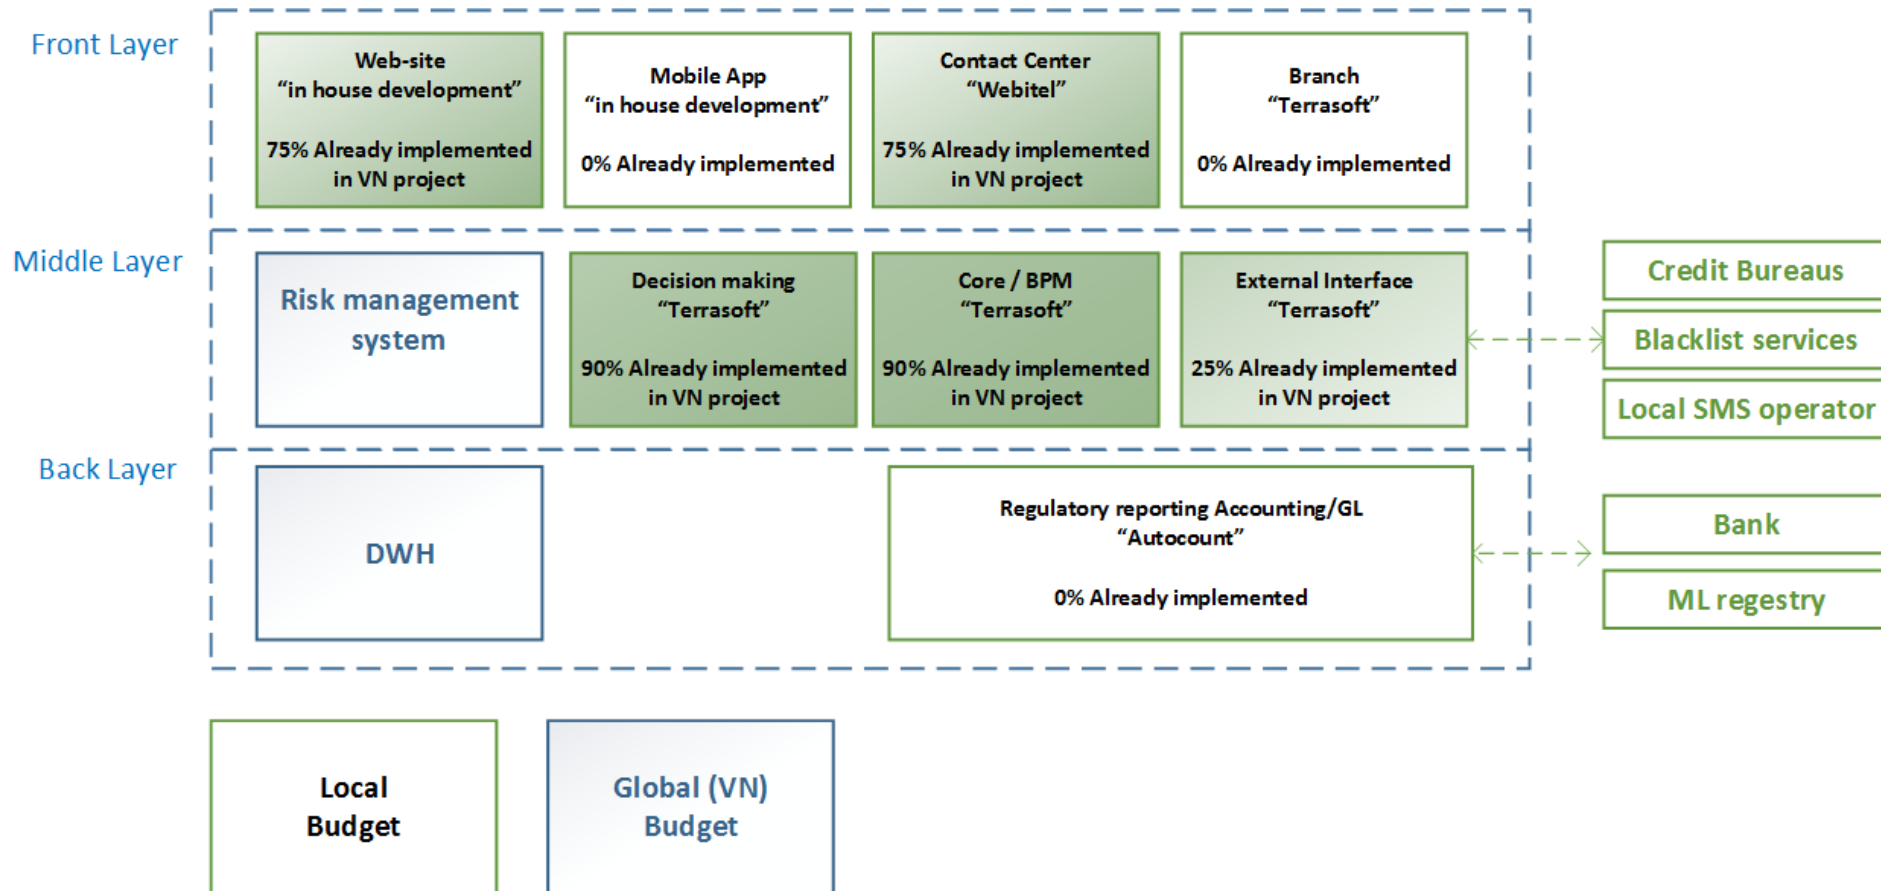 Front Layer
Web-site
“in house development”
75% Already implemented
in VN project
Mobile App
“in house development”
0% Already implemented
Contact Center
“Webitel”
75% Already implemented
in VN project
Branch
“Terrasoft”
0% Already implemented
Middle Layer
Risk management
system
Decision making
“Terrasoft”
90% Already implemented
in VN project
Core / BPM
“Terrasoft”
90% Already implemented
in VN project
External Interface
“Terrasoft”
25% Already implemented
in VN project
Credit Bureaus
Blacklist services
Local SMS operator
Back Layer
DWH
Regulatory reporting Accounting/GL
“Autocount”
0% Already implemented
Bank
ML regestry
Local
Budget
Global (VN)
Budget